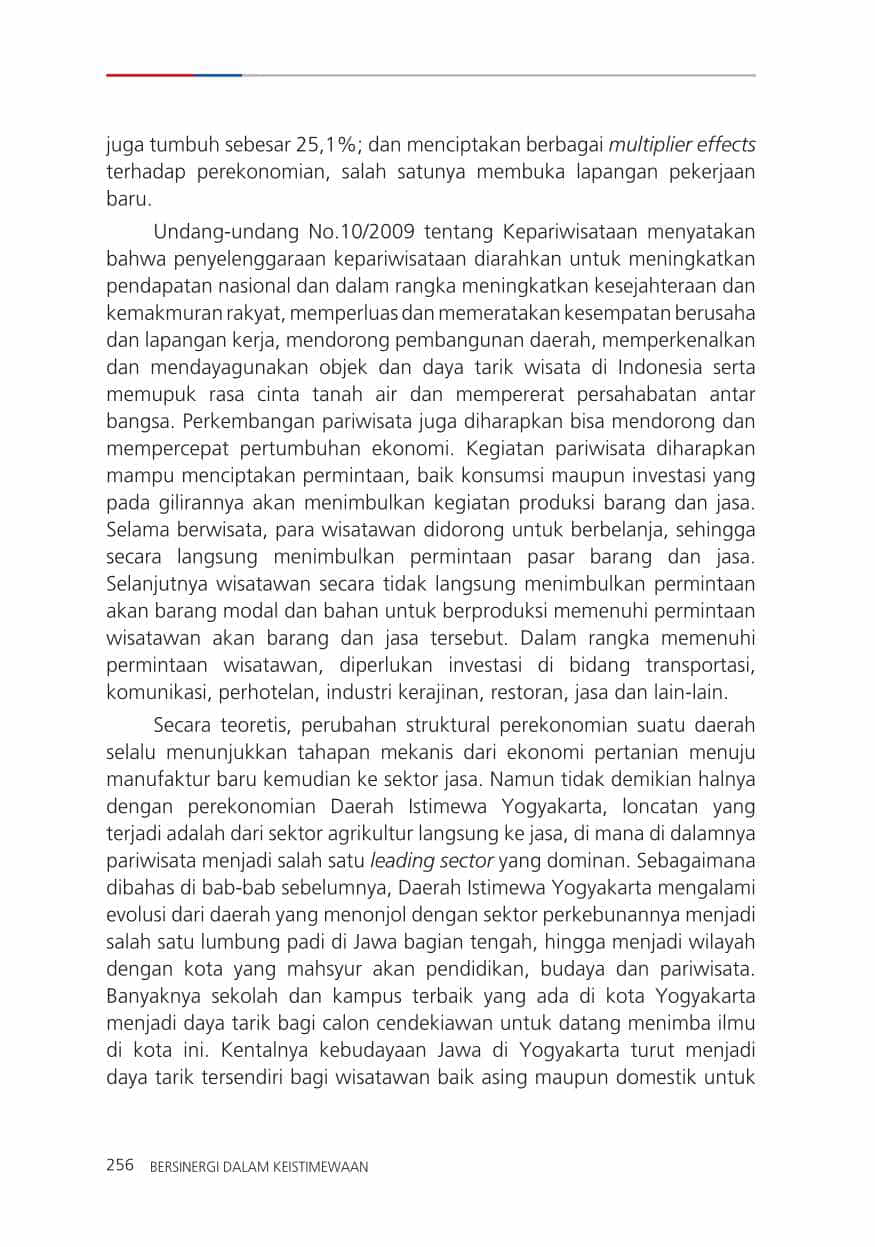 juga tumbuh sebesar 25,1%; dan menciptakan berbagai multiplier effects
terhadap perekonomian, salah satunya membuka lapangan pekerjaan
baru.
Undang-undang No.10/2009 tentang Kepariwisataan menyatakan
bahwa penyelenggaraan kepariwisataan diarahkan untuk meningkatkan
pendapatan nasional dan dalam rangka meningkatkan kesejahteraan dan
kemakmuran rakyat, memperluas dan memeratakan kesempatan berusaha
dan lapangan kerja, mendorong pembangunan daerah, memperkenalkan
dan mendayagunakan objek dan daya tarik wisata di Indonesia serta
memupuk rasa cinta tanah air dan mempererat persahabatan antar
bangsa. Perkembangan pariwisata juga diharapkan bisa mendorong dan
mempercepat pertumbuhan ekonomi. Kegiatan pariwisata diharapkan
mampu menciptakan permintaan, baik konsumsi maupun investasi yang
pada gilirannya akan menimbulkan kegiatan produksi barang dan jasa.
Selama berwisata, para wisatawan didorong untuk berbelanja, sehingga
secara langsung menimbulkan permintaan pasar barang dan jasa.
Selanjutnya wisatawan secara tidak langsung menimbulkan permintaan
akan barang modal dan bahan untuk berproduksi memenuhi permintaan
wisatawan akan barang dan jasa tersebut. Dalam rangka memenuhi
permintaan wisatawan, diperlukan investasi di bidang transportasi,
komunikasi, perhotelan, industri kerajinan, restoran, jasa dan lain-lain.
Secara teoretis, perubahan struktural perekonomian suatu daerah
selalu menunjukkan tahapan mekanis dari ekonomi pertanian menuju
manufaktur baru kemudian ke sektor jasa. Namun tidak demikian halnya
dengan perekonomian Daerah Istimewa Yogyakarta, loncatan yang
terjadi adalah dari sektor agrikultur langsung ke jasa, di mana di dalamnya
pariwisata menjadi salah satu leading sector yang dominan. Sebagaimana
dibahas di bab-bab sebelumnya, Daerah Istimewa Yogyakarta mengalami
evolusi dari daerah yang menonjol dengan sektor perkebunannya menjadi
salah satu lumbung padi di Jawa bagian tengah, hingga menjadi wilayah
dengan kota yang mahsyur akan pendidikan, budaya dan pariwisata.
Banyaknya sekolah dan kampus terbaik yang ada di kota Yogyakarta
menjadi daya tarik bagi calon cendekiawan untuk datang menimba ilmu
di kota ini. Kentalnya kebudayaan Jawa di Yogyakarta turut menjadi
daya tarik tersendiri bagi wisatawan baik asing maupun domestik untuk
256 BERSINERGI DALAM KEISTIMEWAAN